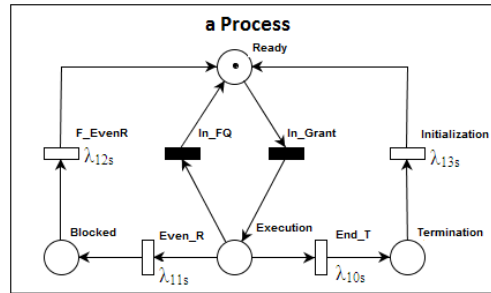 a Process
Ready
F_EvenR
In_FQ
In_Grant
Initialization
λ12s
λ13s
Blocked
Even_R
Execution
End_T
Termination
λ11s
λ10s